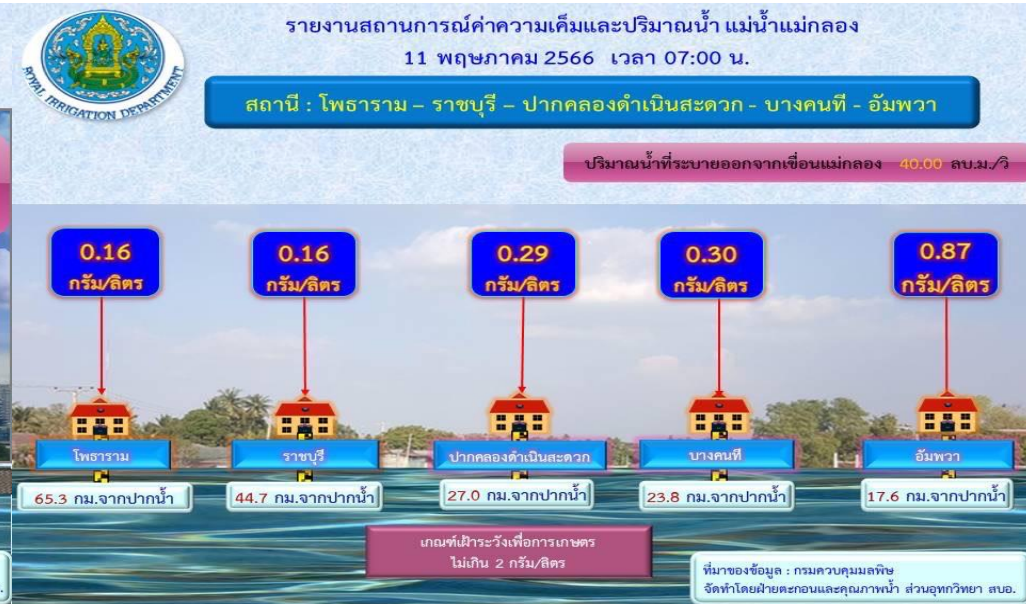 รายงานสถานการณ์ค่าความเค็มและปริมาณน้ำ แม่น้ำแม่กลอง
11 พฤษภาคม 2566 เวลา 07:00 น.
ROYAL IRRIGATION DEPARTMENT
สถานี : โพธาราม – ราชบุรี – ปากคลองดำเนินสะดวก - บางคนที - อัมพวา
ปริมาณน้ำที่ระบายออกจากเขื่อนแม่กลอง 40.00 ลบ.ม./วิ
0.16 กรัม/ลิตร
0.16 กรัม/ลิตร
0.29 กรัม/ลิตร
0.30 กรัม/ลิตร
0.87 กรัม/ลิตร
โพธาราม
ราชบุรี
ปากคลองดำเนินสะดวก
บางคนที
อัมพวา
65.3 กม.จากปากน้ำ
44.7 กม.จากปากน้ำ
27.0 กม.จากปากน้ำ
23.8 กม.จากปากน้ำ
17.6 กม.จากปากน้ำ
เกณฑ์เฝ้าระวังเพื่อการเกษตร
ไม่เกิน 2 กรัม/ลิตร
ที่มาของข้อมูล : กรมควบคุมมลพิษ
จัดทำโดยฝ่ายตะกอนและคุณภาพน้ำ ส่วนอุทกวิทยา สบอ.